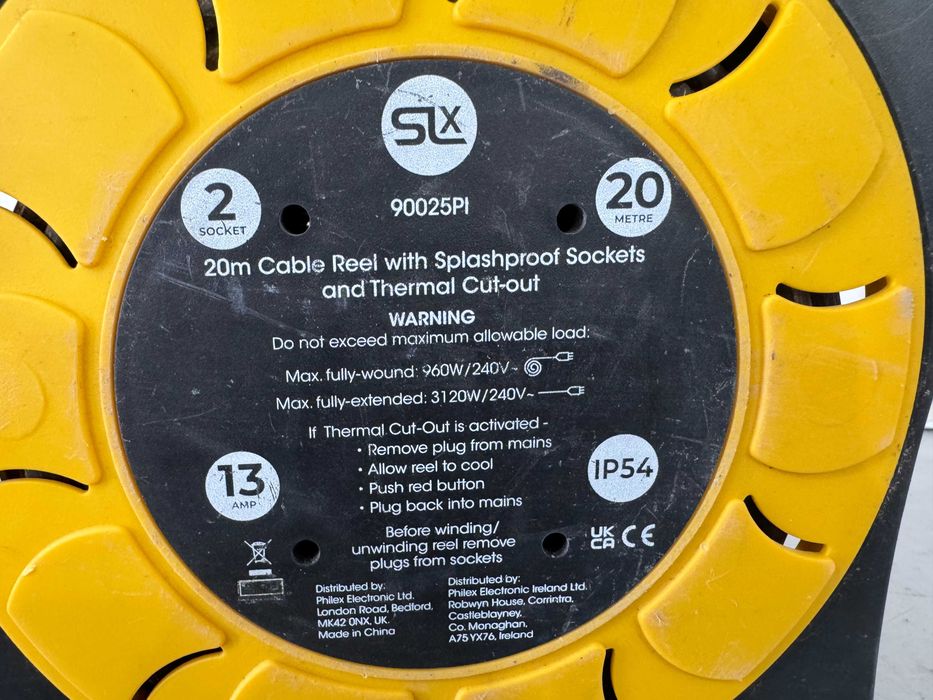 SLX
2
SOCKET
20
METRE
90025PI
20m Cable Reel with Splashproof Sockets
and Thermal Cut-out
WARNING
Do not exceed maximum allowable load:
Max. fully-wound: 960W/240V~
Max. fully-extended: 3120W/240V~
If Thermal Cut-Out is activated -
• Remove plug from mains
• Allow reel to cool
• Push red button
• Plug back into mains
13
AMP
IP54
Before winding/
unwinding reel remove
plugs from sockets
UK
CA CE
Distributed by:
Philex Electronic Ltd.
London Road, Bedford,
MK42 0NX, UK.
Made in China
Distributed by:
Philex Electronic Ireland Ltd.
Robwyn House, Corrintra,
Castleblayney,
Co. Monaghan,
A75 YX76, Ireland